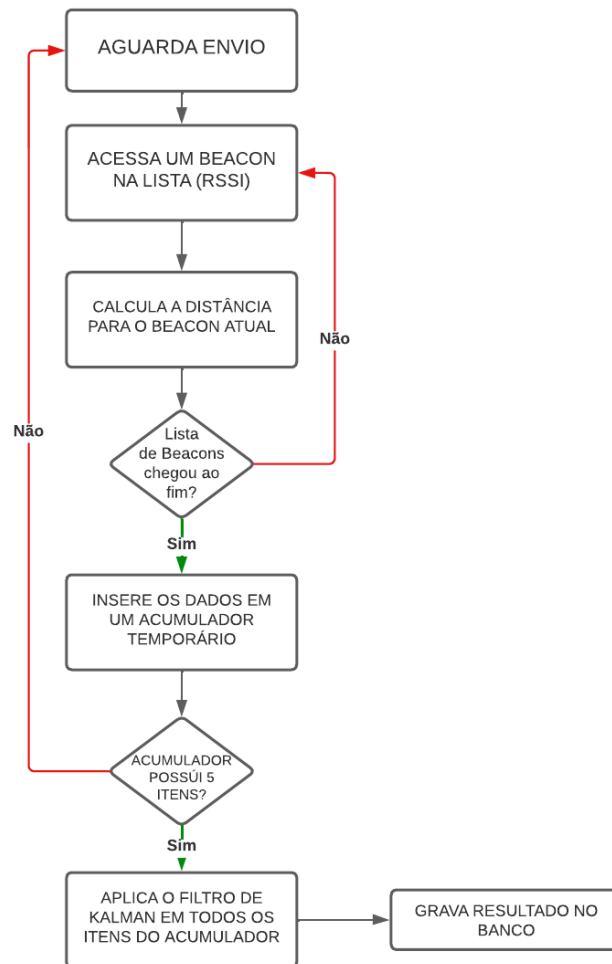 AGUARDA ENVIO
ACESSA UM BEACON
NA LISTA (RSSI)
CALCULA A DISTÂNCIA
PARA O BEACON ATUAL
Não
Não
Lista
de Beacons
chegou ao
fim?
Sim
INSERE OS DADOS EM
UM ACUMULADOR
TEMPORÁRIO
ACUMULADOR
POSSÚI 5
ITENS?
Sim
APLICA O FILTRO DE
KALMAN EM TODOS OS
ITENS DO ACUMULADOR
GRAVA RESULTADO NO
BANCO